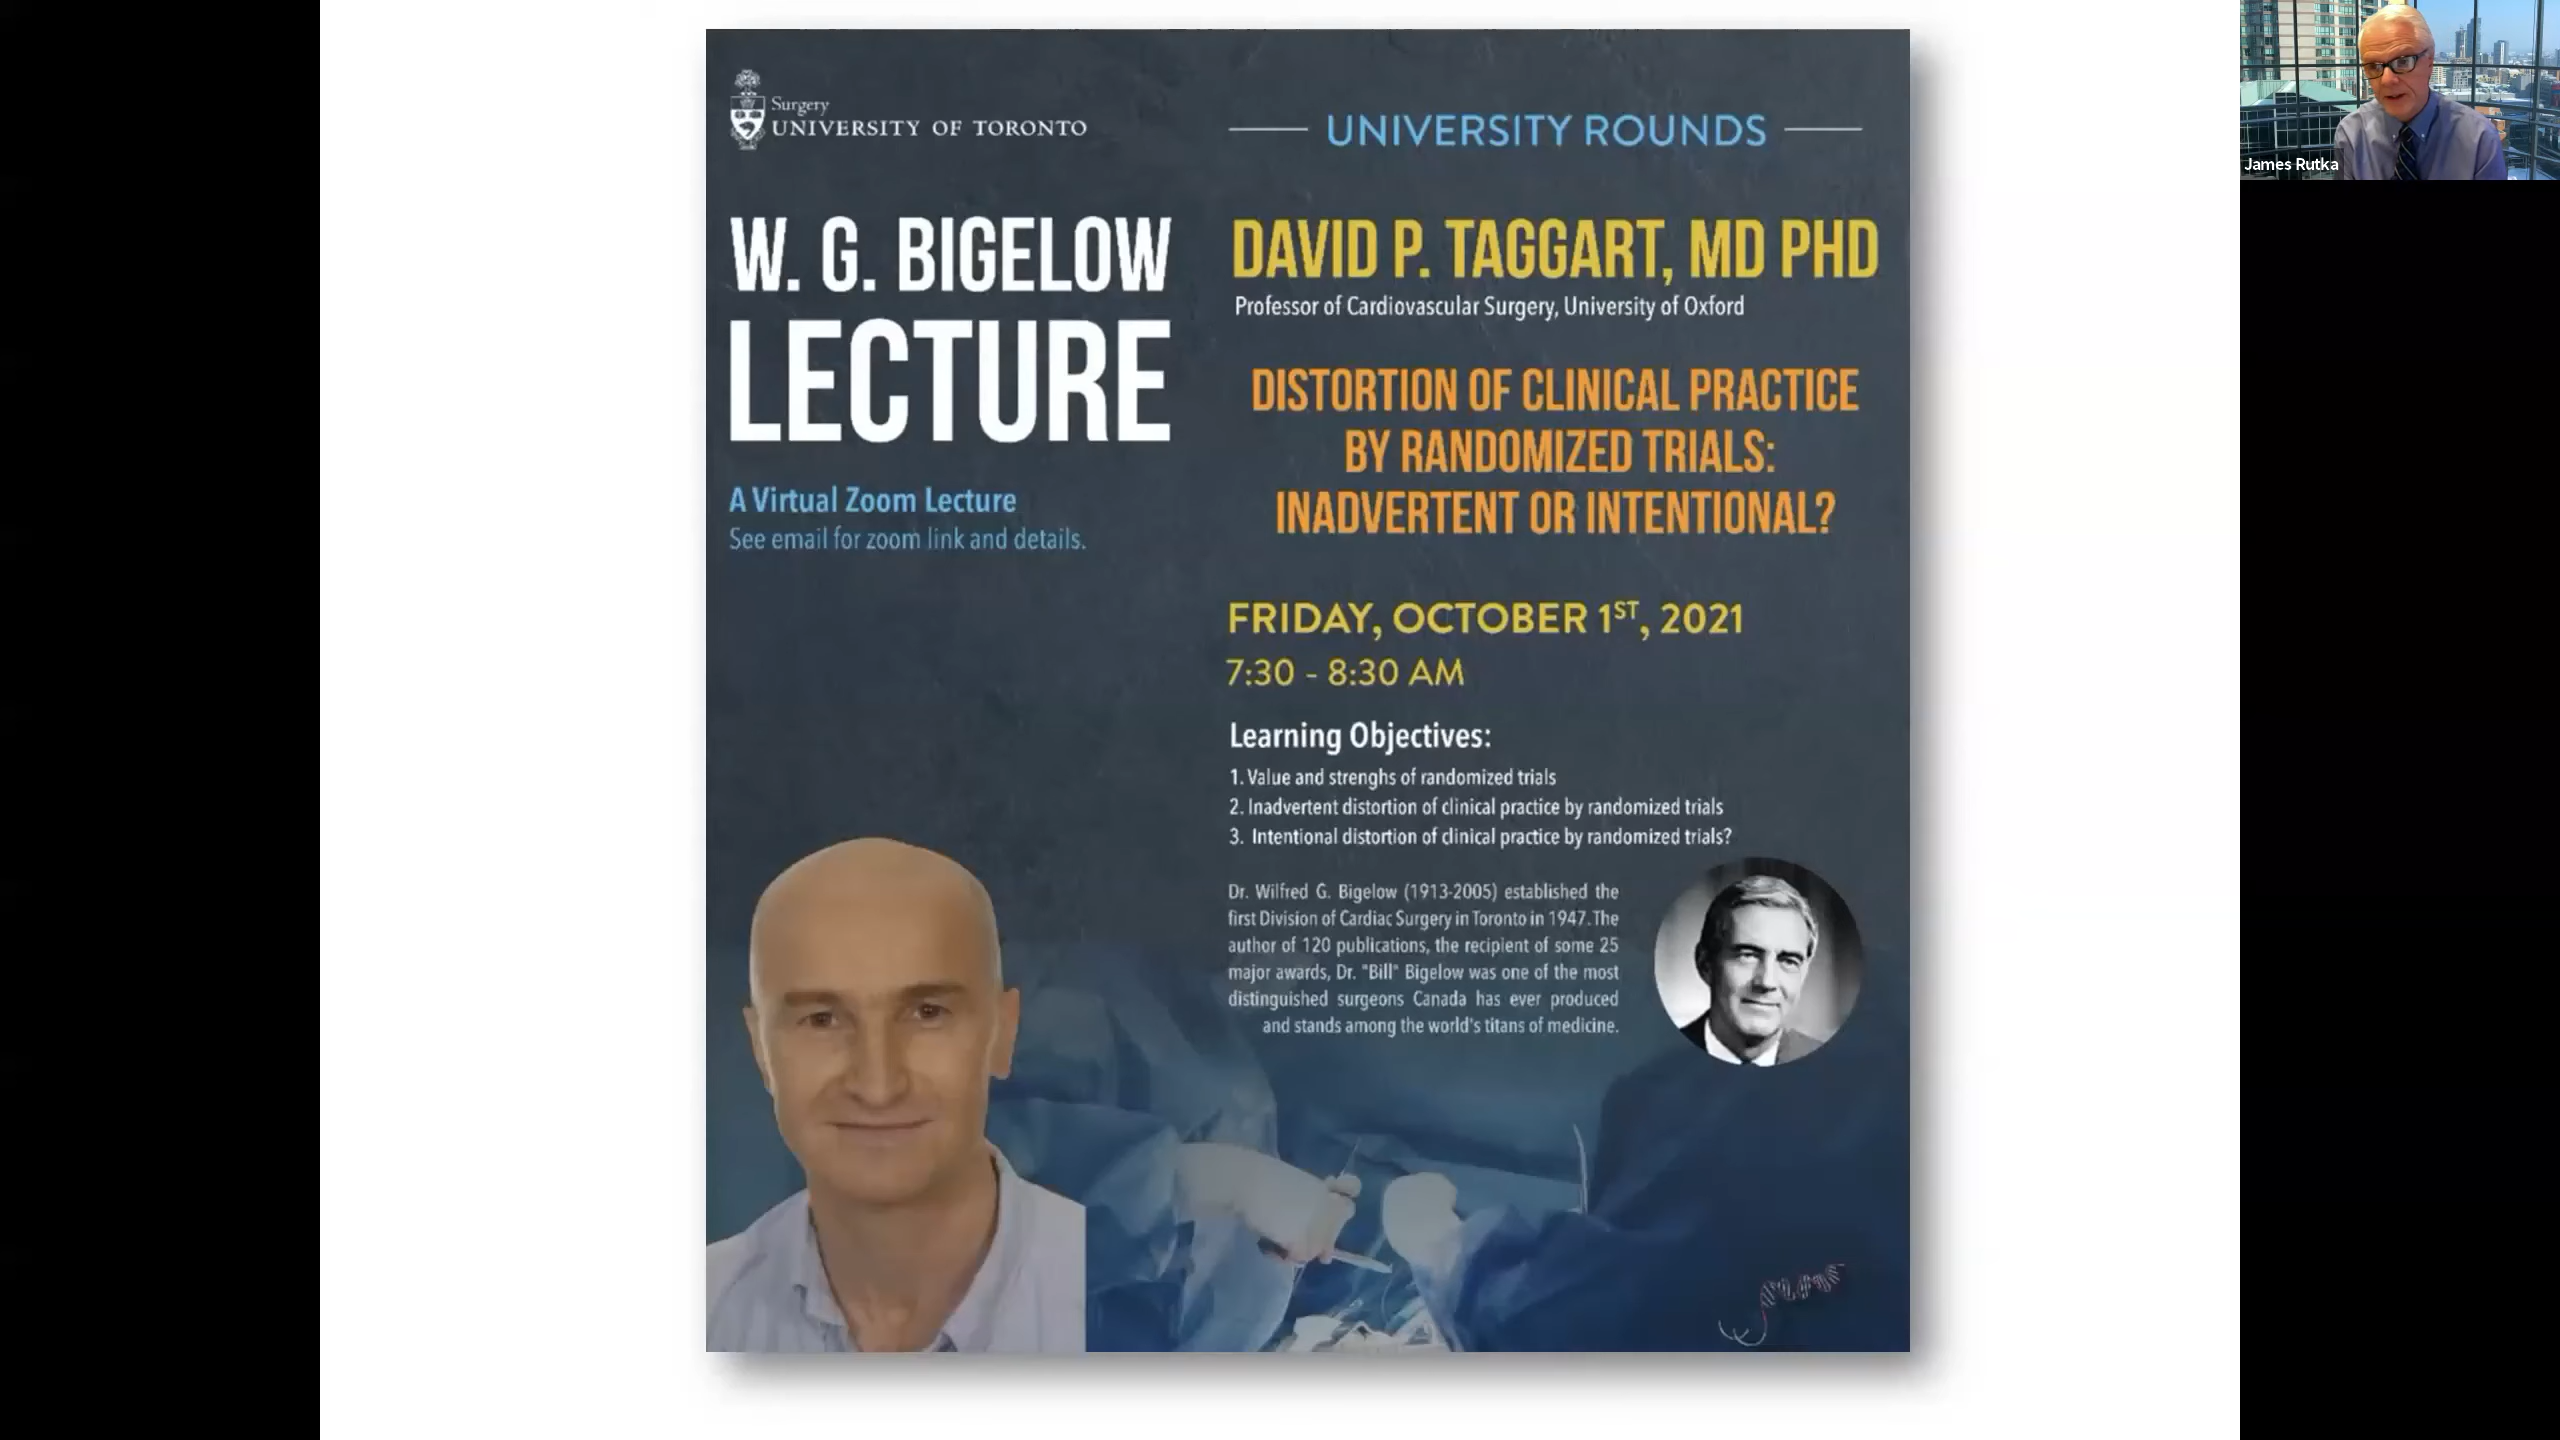 Surgery
UNIVERSITY OF TORONTO
UNIVERSITY ROUNDS
W. G. BIGELOW
LECTURE
A Virtual Zoom Lecture
See email for zoom link and details.
DAVID P. TAGGART, MD PHD
Professor of Cardiovascular Surgery, University of Oxford
DISTORTION OF CLINICAL PRACTICE
BY RANDOMIZED TRIALS:
INADVERTENT OR INTENTIONAL?
FRIDAY, OCTOBER 1ST, 2021
7:30 - 8:30 AM
Learning Objectives:
1. Value and strenghs of randomized trials
2. Inadvertent distortion of clinical practice by randomized trials
3. Intentional distortion of clinical practice by randomized trials?
Dr. Wilfred G. Bigelow (1913-2005) established the
first Division of Cardiac Surgery in Toronto in 1947. The
author of 120 publications, the recipient of some 25
major awards, Dr. "Bill" Bigelow was one of the most
distinguished surgeons Canada has ever produced
and stands among the world's titans of medicine.
James Rutka